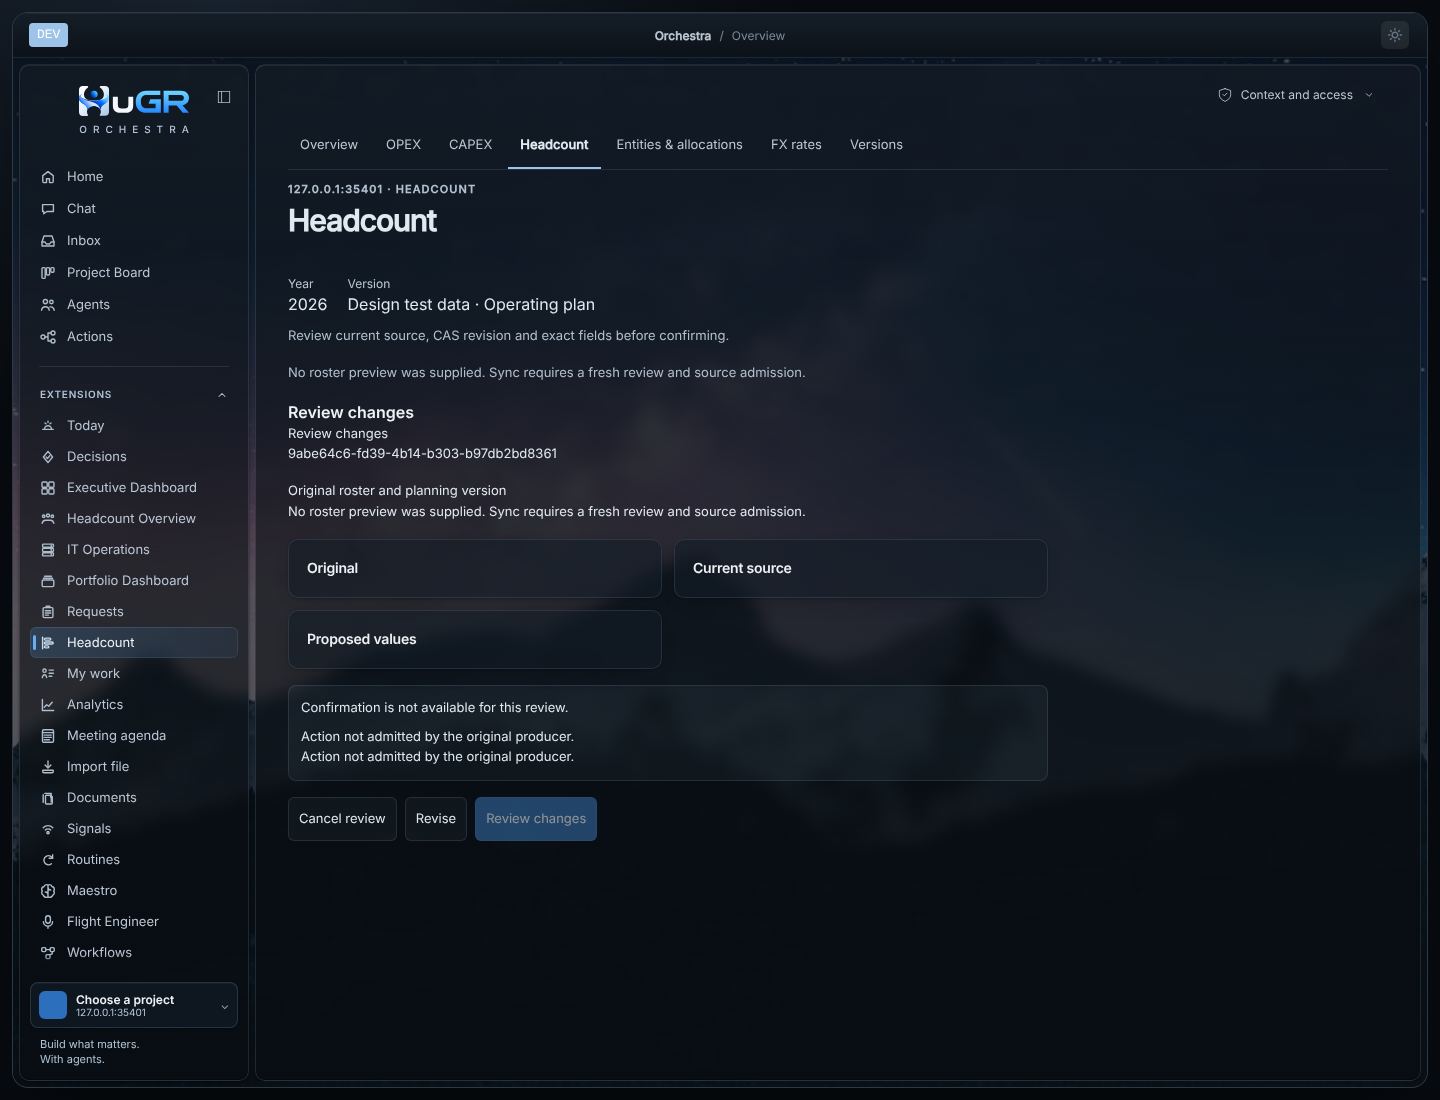 DEV
Orchestra / Overview
HuGR
ORCHESTRA
Home
Chat
Inbox
Project Board
Agents
Actions
EXTENSIONS
Today
Decisions
Executive Dashboard
Headcount Overview
IT Operations
Portfolio Dashboard
Requests
Headcount
My work
Analytics
Meeting agenda
Import file
Documents
Signals
Routines
Maestro
Flight Engineer
Workflows
Choose a project
127.0.0.1:35401
Build what matters.
With agents.
Context and access
Overview OPEX CAPEX Headcount Entities & allocations FX rates Versions
127.0.0.1:35401 · HEADCOUNT
Headcount
Year Version
2026 Design test data · Operating plan
Review current source, CAS revision and exact fields before confirming.
No roster preview was supplied. Sync requires a fresh review and source admission.
Review changes
Review changes
9abe64c6-fd39-4b14-b303-b97db2bd8361
Original roster and planning version
No roster preview was supplied. Sync requires a fresh review and source admission.
Original Current source
Proposed values
Confirmation is not available for this review.
Action not admitted by the original producer.
Action not admitted by the original producer.
Cancel review Revise Review changes